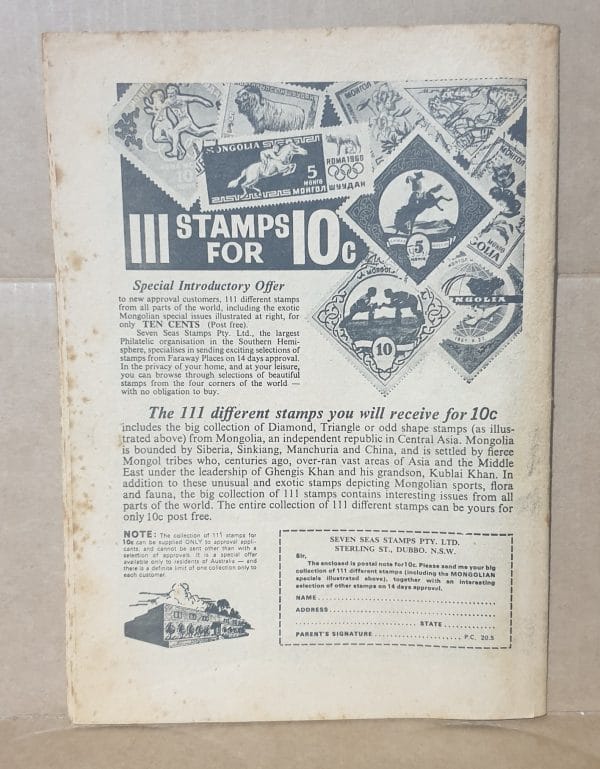 MONGOLIA
5
МОНГО
МОНГОЛ ШУУДАН
ROMA 1960
10
МОНГОЛ
5
10
MONGOLIA
111 STAMPS
FOR 10c
Special Introductory Offer
to new approval customers, 111 different stamps
from all parts of the world, including the exotic
Mongolian special issues illustrated at right, for
only TEN CENTS (Post free).
Seven Seas Stamps Pty. Ltd., the largest
Philatelic organisation in the Southern Hemi-
sphere, specialises in sending exciting selections of
stamps from Faraway Places on 14 days approval.
In the privacy of your home, and at your leisure,
you can browse through selections of beautiful
stamps from the four corners of the world —
with no obligation to buy.
The 111 different stamps you will receive for 10c
includes the big collection of Diamond, Triangle or odd shape stamps (as illus-
trated above) from Mongolia, an independent republic in Central Asia. Mongolia
is bounded by Siberia, Sinkiang, Manchuria and China, and is settled by fierce
Mongol tribes who, centuries ago, over-ran vast areas of Asia and the Middle
East under the leadership of Ghengis Khan and his grandson, Kublai Khan. In
addition to these unusual and exotic stamps depicting Mongolian sports, flora
and fauna, the big collection of 111 stamps contains interesting issues from all
parts of the world. The entire collection of 111 different stamps can be yours for
only 10c post free.
NOTE: The collection of 111 stamps for
10c can be supplied ONLY to approval appli-
cants, and cannot be sent other than with a
selection of approvals. It is a special offer
available only to residents of Australia — and
there is a definite limit of one collection only to
each customer.
SEVEN SEAS STAMPS PTY. LTD.
STERLING ST., DUBBO. N.S.W.
Sir,
The enclosed is postal note for 10c. Please send me your big
collection of 111 different stamps (including the MONGOLIAN
specials illustrated above), together with an interesting
selection of other stamps on 14 days approval.
NAME
ADDRESS
STATE
PARENT'S SIGNATURE P.C. 20.5